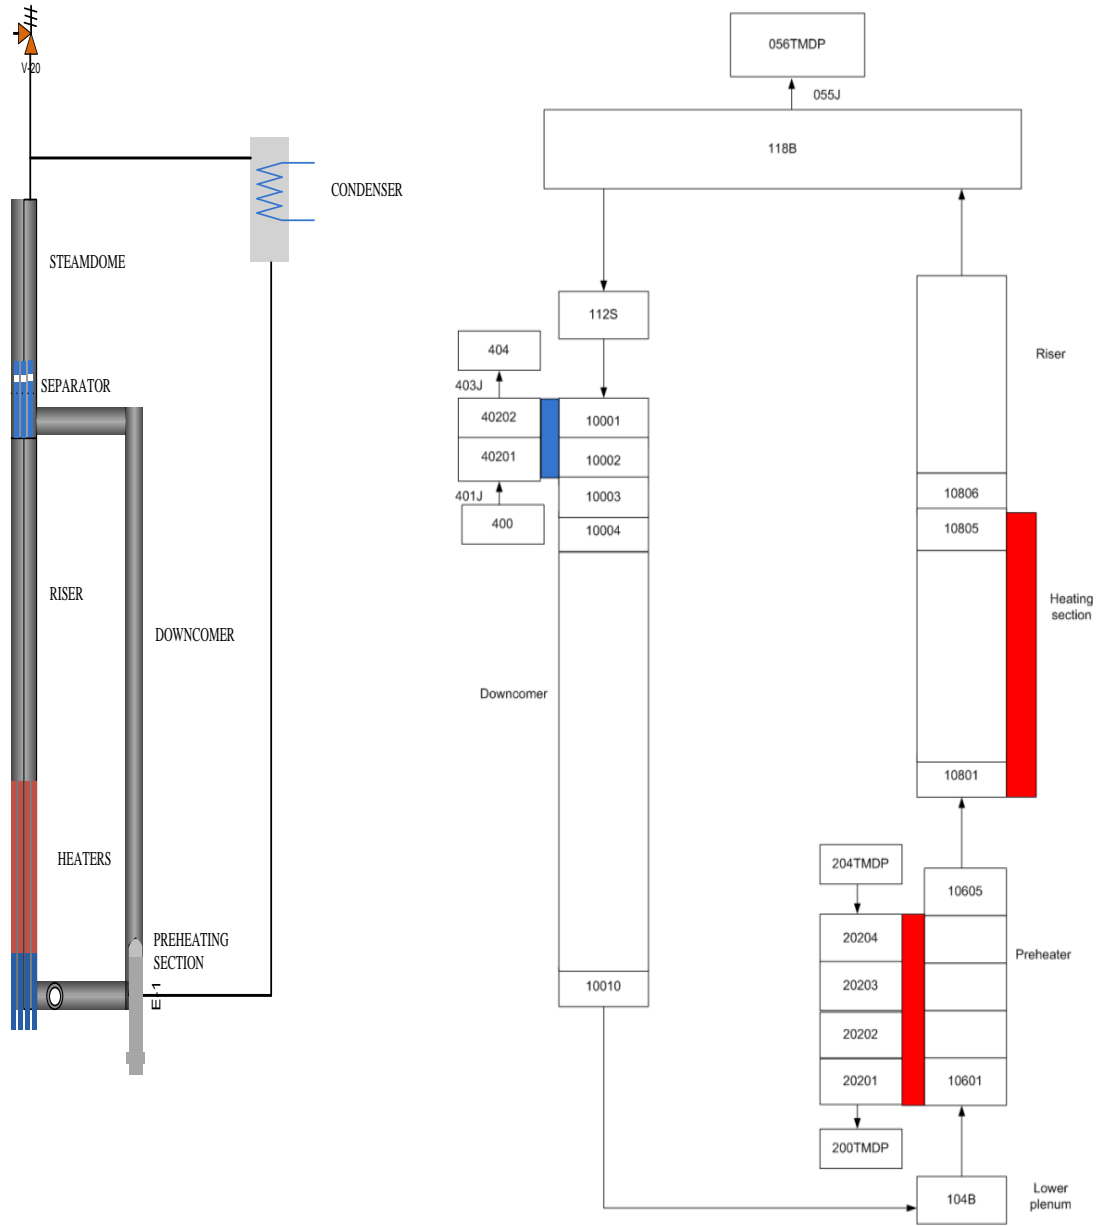 V-20
CONDENSER
STEAMDOME
SEPARATOR
RISER
DOWNCOMER
HEATERS
PREHEATING
SECTION
E-1
056TMDP
055J
118B
112S
404
403J
40202
40201
401J
400
10001
10002
10003
10004
Downcomer
10010
Riser
10806
10805
Heating
section
10801
204TMDP
10605
20204
20203
20202
20201
Preheater
10601
200TMDP
104B
Lower
plenum